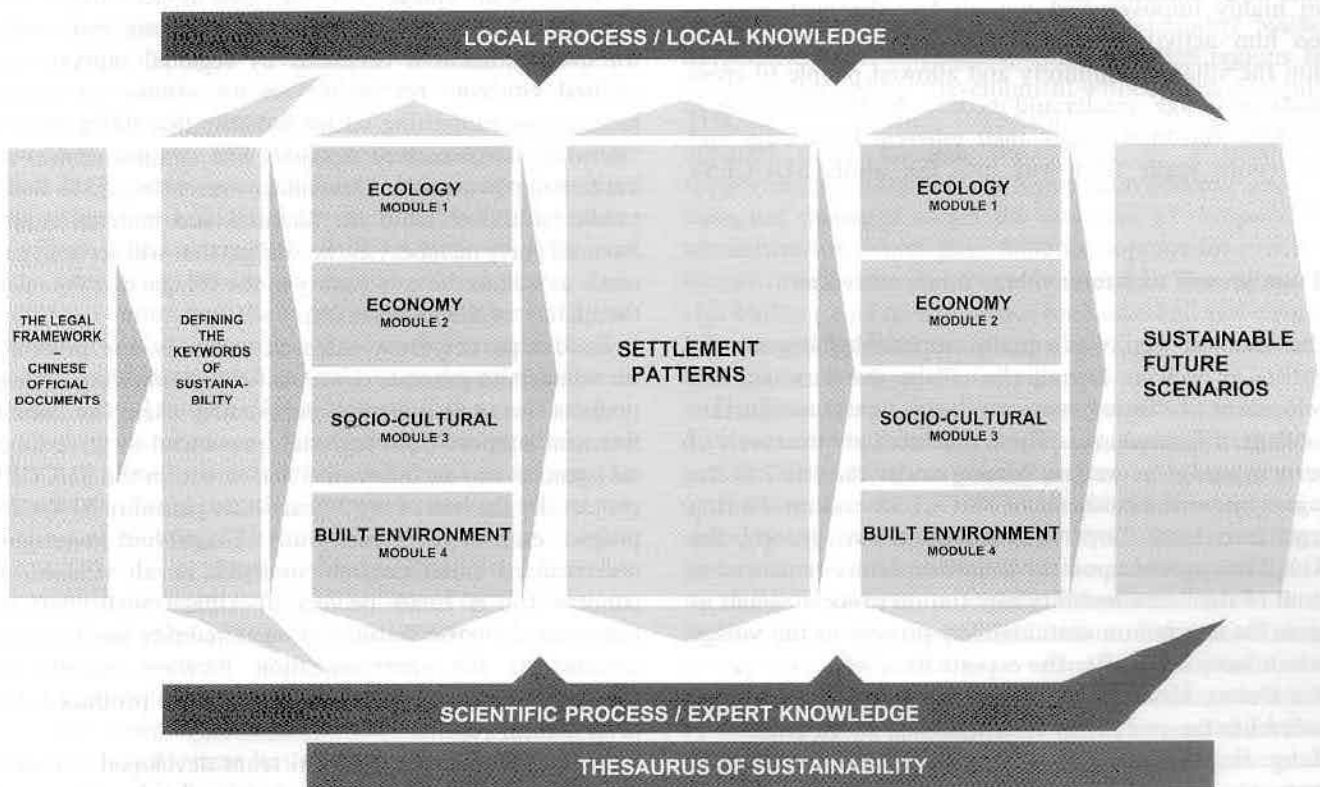 LOCAL PROCESS / LOCAL KNOWLEDGE
THE LEGAL
FRAMEWORK
–
CHINESE
OFFICIAL
DOCUMENTS
DEFINING
THE
KEYWORDS
OF
SUSTAINA-
BILITY
ECOLOGY
MODULE 1
ECONOMY
MODULE 2
SOCIO-CULTURAL
MODULE 3
BUILT ENVIRONMENT
MODULE 4
SETTLEMENT
PATTERNS
ECOLOGY
MODULE 1
ECONOMY
MODULE 2
SOCIO-CULTURAL
MODULE 3
BUILT ENVIRONMENT
MODULE 4
SUSTAINABLE
FUTURE
SCENARIOS
SCIENTIFIC PROCESS / EXPERT KNOWLEDGE
THESAURUS OF SUSTAINABILITY